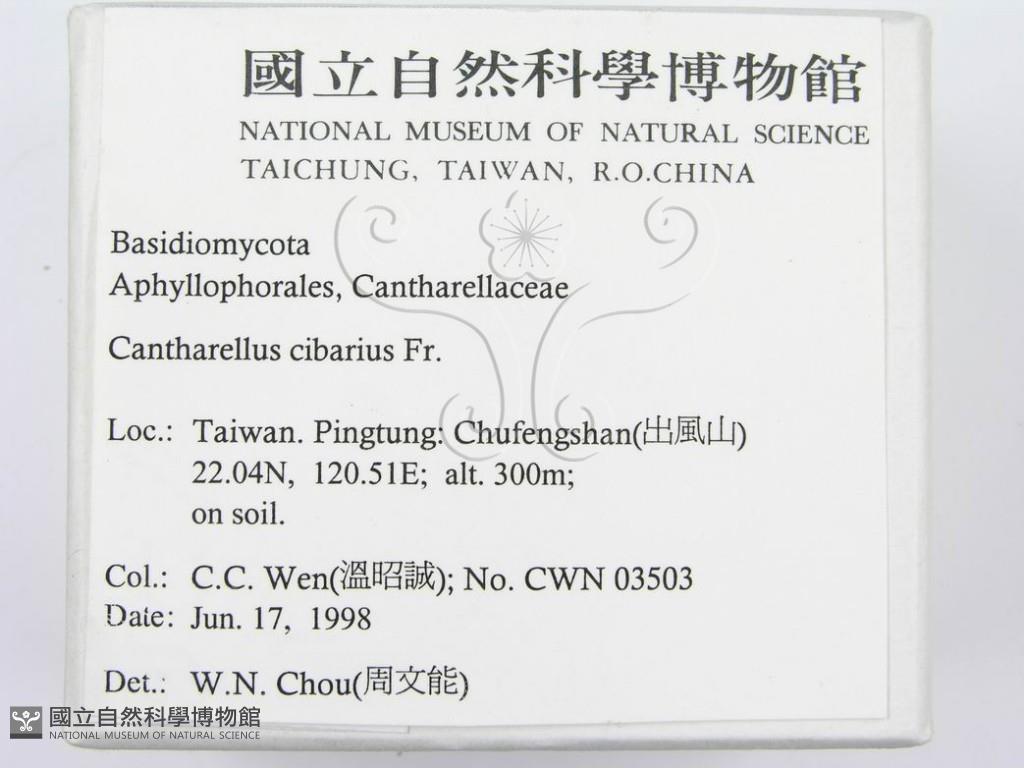 國立自然科學博物館
NATIONAL MUSEUM OF NATURAL SCIENCE
TAICHUNG, TAIWAN, R.O.CHINA
Basidiomycota
Aphyllophorales, Cantharellaceae
Cantharellus cibarius Fr.
Loc.: Taiwan. Pingtung: Chufengshan(出風山)
22.04N, 120.51E; alt. 300m;
on soil.
Col.: C.C. Wen(溫昭誠); No. CWN 03503
Date: Jun. 17, 1998
Det.: W.N. Chou(周文能)
國立自然科學博物館
NATIONAL MUSEUM OF NATURAL SCIENCE